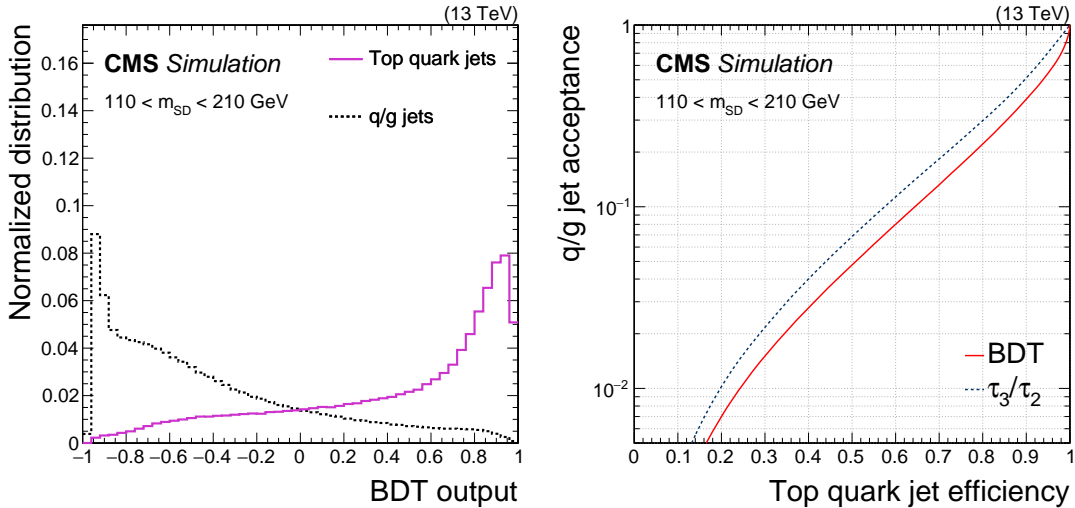 (13 TeV)
CMS Simulation
110 < m_SD < 210 GeV
Top quark jets
q/g jets
Normalized distribution
0.16
0.14
0.12
0.1
0.08
0.06
0.04
0.02
0
−1 −0.8 −0.6 −0.4 −0.2 0 0.2 0.4 0.6 0.8 1
BDT output
(13 TeV)
CMS Simulation
110 < m_SD < 210 GeV
q/g jet acceptance
1
10⁻¹
10⁻²
BDT
τ₃/τ₂
0 0.1 0.2 0.3 0.4 0.5 0.6 0.7 0.8 0.9 1
Top quark jet efficiency